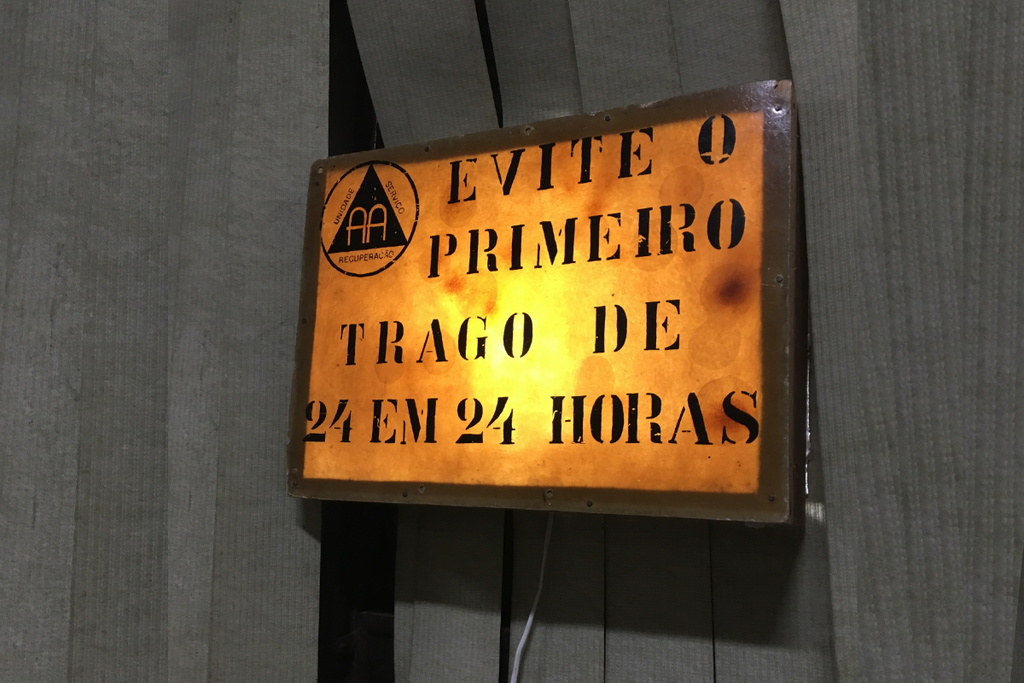 UNIDADE
SERVIÇO
AA
RECUPERAÇÃO
EVITE O
PRIMEIRO
TRAGO DE
24 EM 24 HORAS